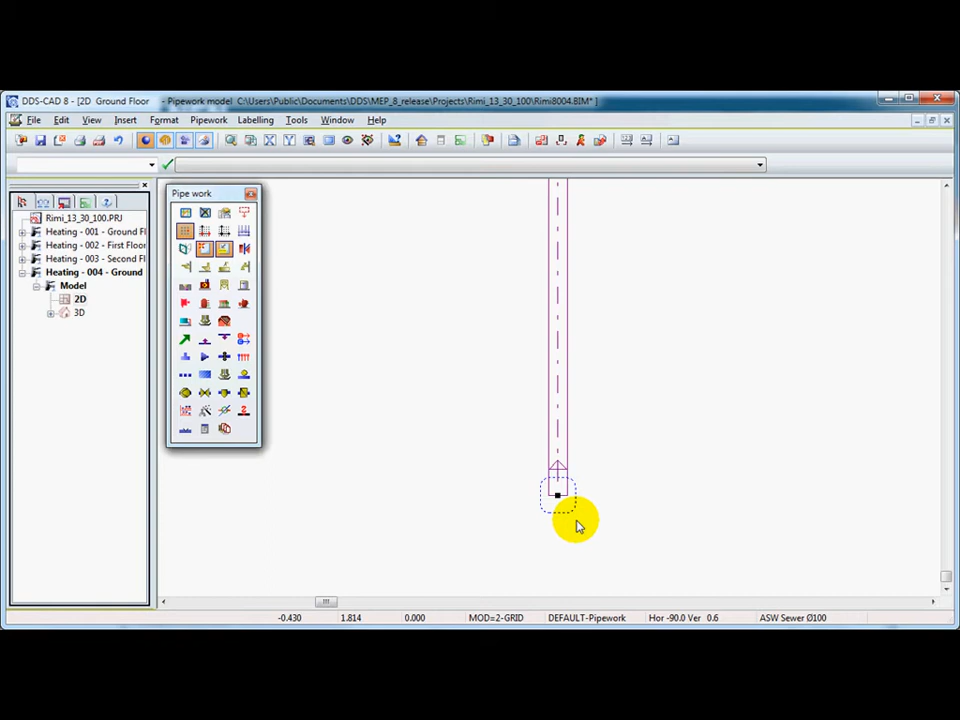 DDS-CAD 8 - [2D Ground Floor - Pipework model C:\Users\Public\Documents\DDS\MEP_8_release\Projects\Rimi_13_30_100\Rimi8004.BIM* ]
File Edit View Insert Format Pipework Labelling Tools Window Help
Pipe work
Rimi_13_30_100.PRJ
Heating - 001 - Ground Fl
Heating - 002 - First Floor
Heating - 003 - Second F
Heating - 004 - Ground
Model
2D
3D
-0.430 1.814 0.000 MOD=2-GRID DEFAULT-Pipework Hor -90.0 Ver 0.6 ASW Sewer Ø100